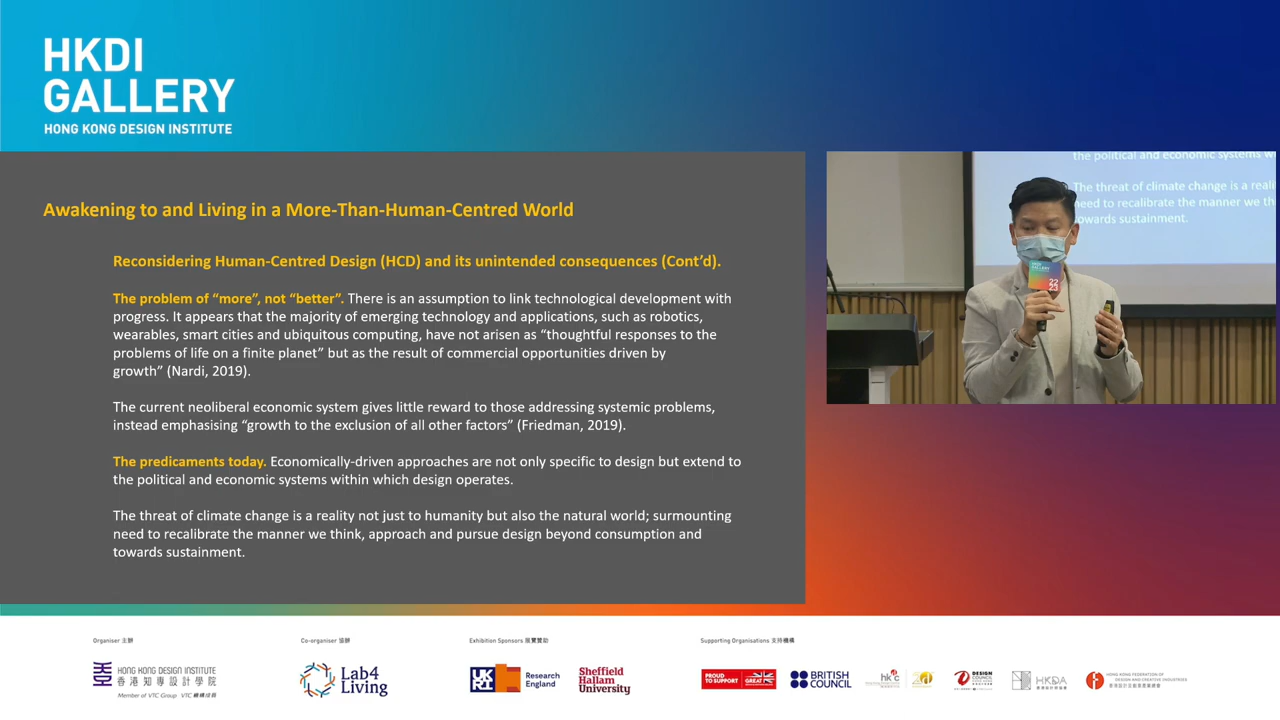 HKDI
GALLERY
HONG KONG DESIGN INSTITUTE
Awakening to and Living in a More-Than-Human-Centred World
Reconsidering Human-Centred Design (HCD) and its unintended consequences (Cont’d).
The problem of “more”, not “better”. There is an assumption to link technological development with
progress. It appears that the majority of emerging technology and applications, such as robotics,
wearables, smart cities and ubiquitous computing, have not arisen as “thoughtful responses to the
problems of life on a finite planet” but as the result of commercial opportunities driven by
growth” (Nardi, 2019).
The current neoliberal economic system gives little reward to those addressing systemic problems,
instead emphasising “growth to the exclusion of all other factors” (Friedman, 2019).
The predicaments today. Economically-driven approaches are not only specific to design but extend to
the political and economic systems within which design operates.
The threat of climate change is a reality not just to humanity but also the natural world; surmounting
need to recalibrate the manner we think, approach and pursue design beyond consumption and
towards sustainment.
the political and economic systems w
The threat of climate change is a reali
need to recalibrate the manner we th
towards sustainment.
HKDI
GALLERY
22
23
Organiser 主辦
Co-organiser 協辦
Exhibition Sponsors 展覽贊助
Supporting Organisations 支持機構
HONG KONG DESIGN INSTITUTE
香港知專設計學院
Member of VTC Group VTC 機構成員
Lab4
Living
UK
RI
Research
England
Sheffield
Hallam
University
PROUD
TO SUPPORT
GREAT
BRITISH
COUNCIL
DESIGN
COUNCIL
HKDA
HONG KONG FEDERATION OF
DESIGN AND CREATIVE INDUSTRIES